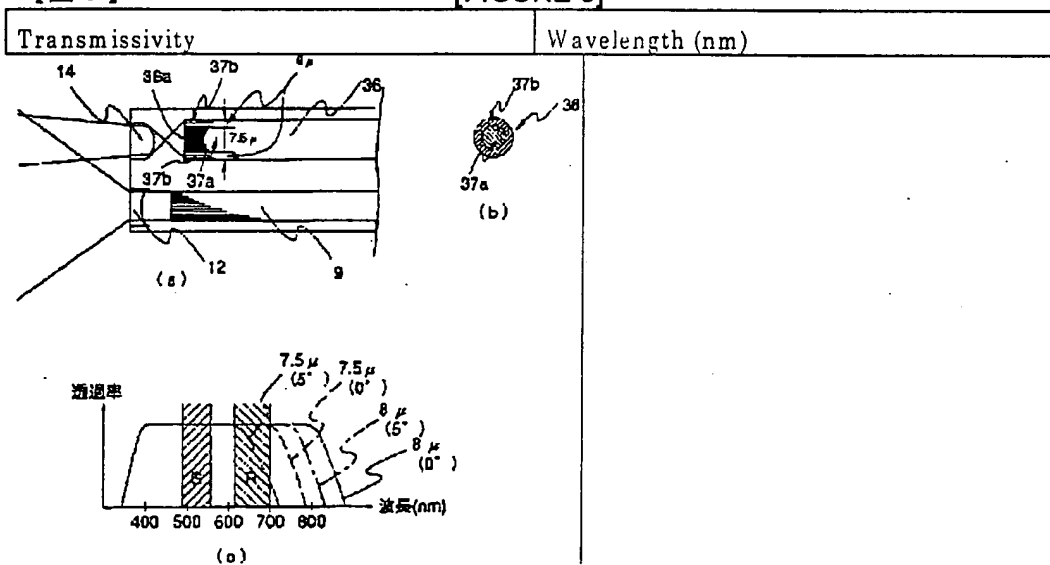 Transmissivity
Wavelength (nm)
14
36a
37b
36
7.5μ
37b
37a
12
9
(a)
37b
36
37a
(b)
透過率
7.5μ
(5°)
7.5μ
(0°)
8μ
(5°)
8μ
(0°)
400 500 600 700 800
波長(nm)